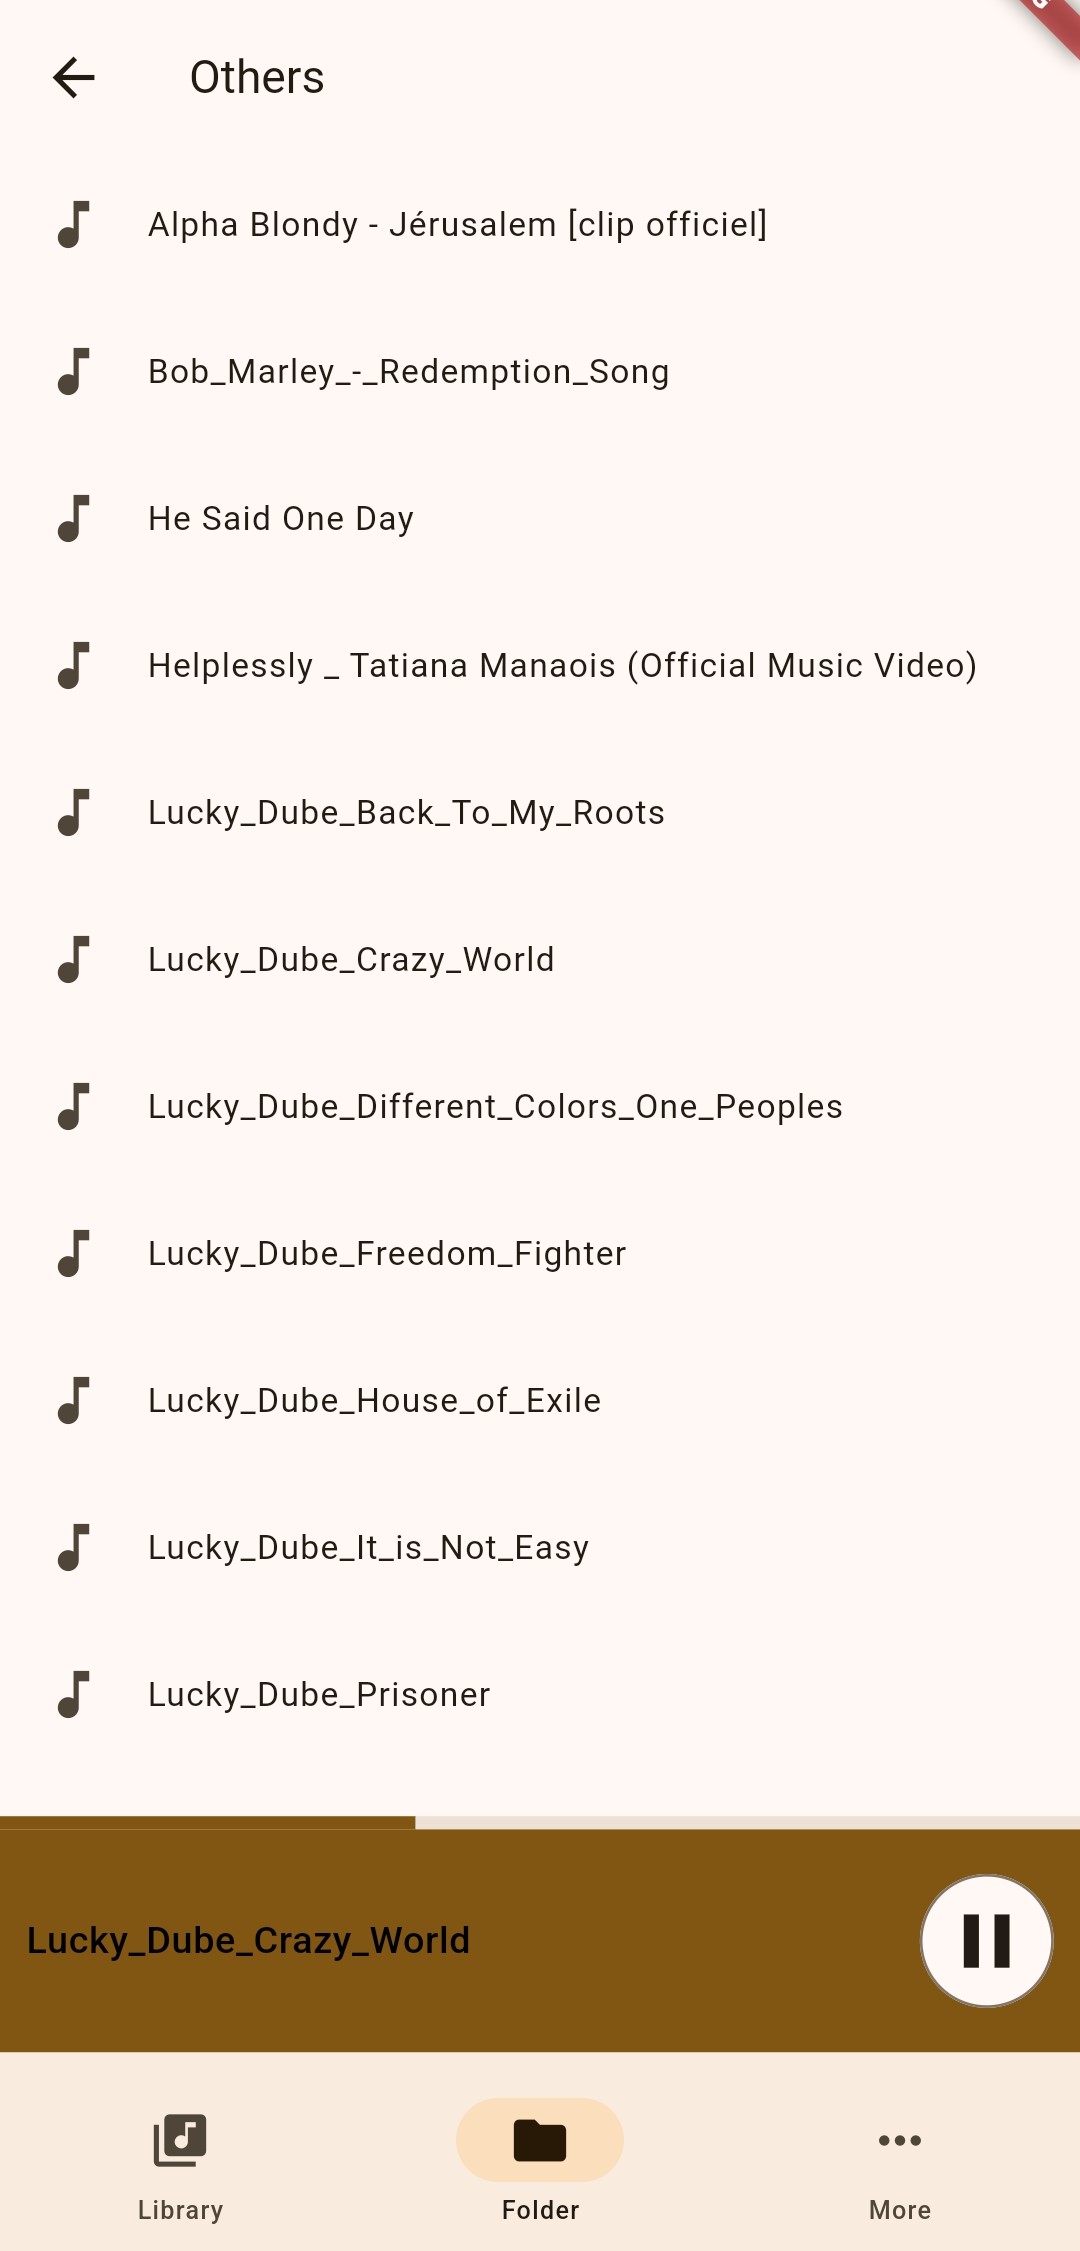 Others
Alpha Blondy - Jérusalem [clip officiel]
Bob_Marley_-_Redemption_Song
He Said One Day
Helplessly _ Tatiana Manaois (Official Music Video)
Lucky_Dube_Back_To_My_Roots
Lucky_Dube_Crazy_World
Lucky_Dube_Different_Colors_One_Peoples
Lucky_Dube_Freedom_Fighter
Lucky_Dube_House_of_Exile
Lucky_Dube_It_is_Not_Easy
Lucky_Dube_Prisoner
Lucky_Dube_Crazy_World
Library
Folder
More